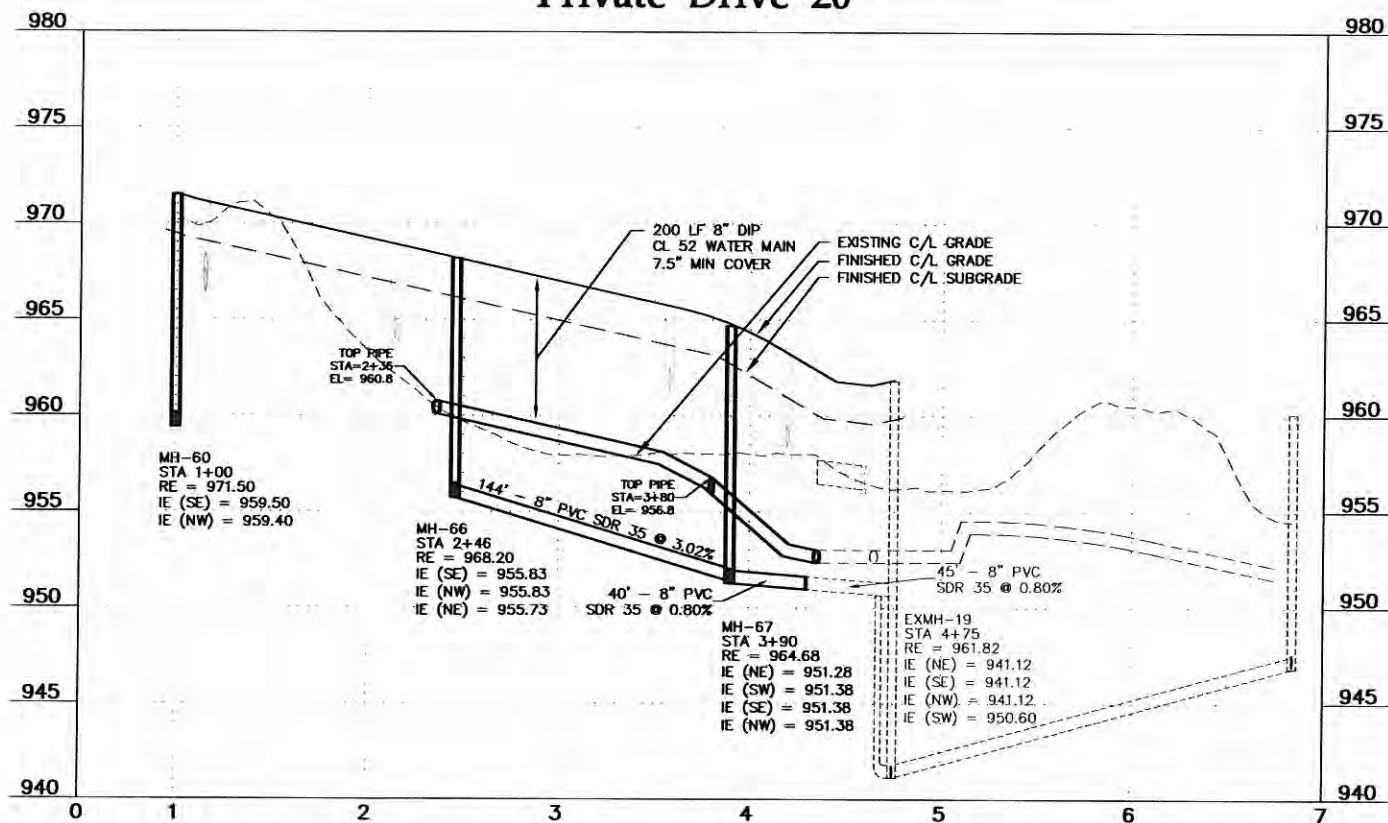 Private Drive 20
980
980
975
975
970
970
965
965
960
960
955
955
950
950
945
945
940
940
200 LF 8" DIP
CL 52 WATER MAIN
7.5" MIN COVER
EXISTING C/L GRADE
FINISHED C/L GRADE
FINISHED C/L SUBGRADE
TOP PIPE
STA=2+36
EL= 960.8
MH-60
STA 1+00
RE = 971.50
IE (SE) = 959.50
IE (NW) = 959.40
MH-66
STA 2+46
RE = 968.20
IE (SE) = 955.83
IE (NW) = 955.83
IE (NE) = 955.73
144' - 8" PVC SDR 35 @ 3.02%
TOP PIPE
STA=3+80
EL= 956.8
40' - 8" PVC
SDR 35 @ 0.80%
MH-67
STA 3+90
RE = 964.68
IE (NE) = 951.28
IE (SW) = 951.38
IE (SE) = 951.38
IE (NW) = 951.38
45' - 8" PVC
SDR 35 @ 0.80%
EXMH-19
STA 4+75
RE = 961.82
IE (NE) = 941.12
IE (SE) = 941.12
IE (NW) = 941.12
IE (SW) = 950.60
0 1 2 3 4 5 6 7